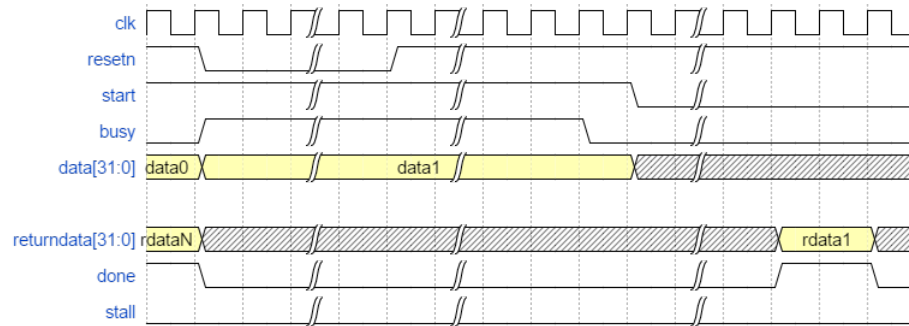 clk
resetn
start
busy
data[31:0] data0 data1
returndata[31:0] rdataN rdata1
done
stall